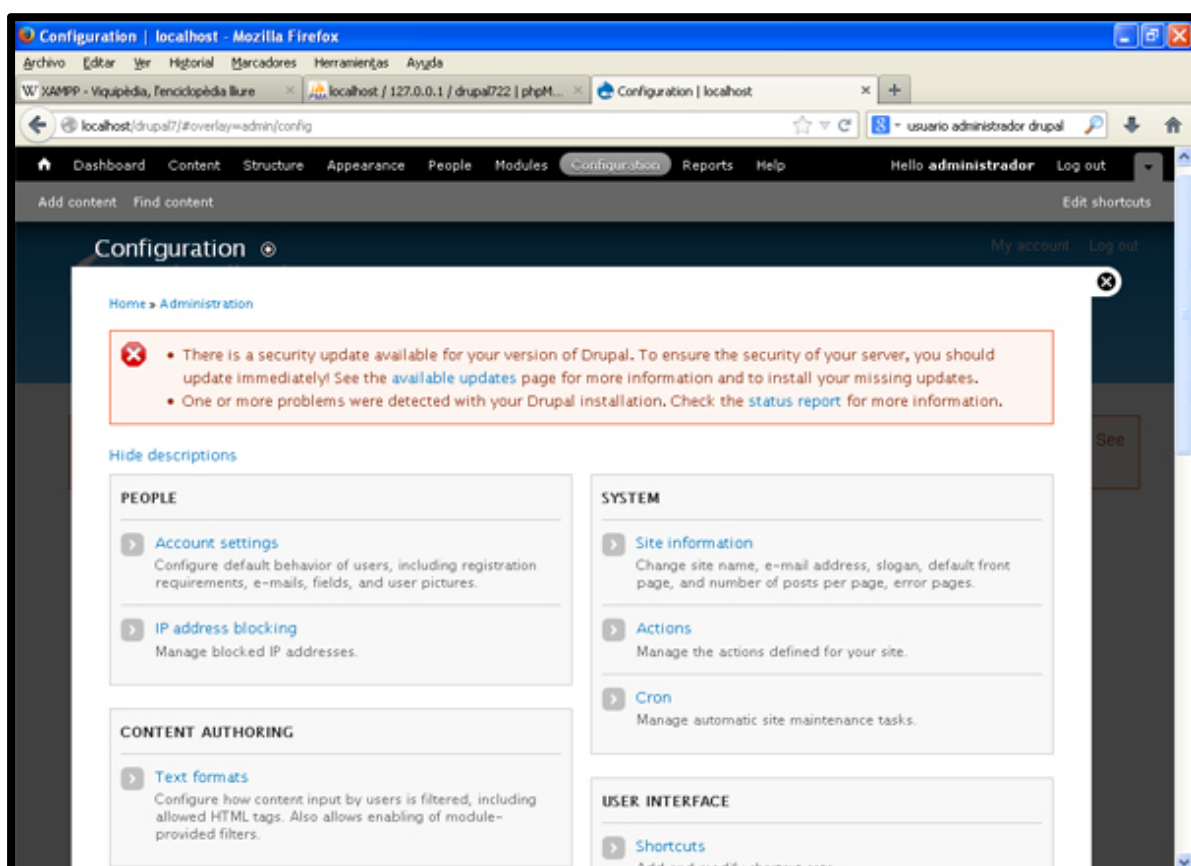 Configuration | localhost - Mozilla Firefox
Archivo Editar Ver Historial Marcadores Herramientas Ayuda
W XAMPP - Viquipèdia, l'enciclopèdia lliure
localhost / 127.0.0.1 / drupal722 | phpM...
Configuration | localhost
localhost/drupal7/#overlay=admin/config
usuario administrador drupal
Dashboard Content Structure Appearance People Modules Configuration Reports Help Hello administrador Log out
Add content Find content Edit shortcuts
Configuration
My account Log out
Home » Administration
• There is a security update available for your version of Drupal. To ensure the security of your server, you should
update immediately! See the available updates page for more information and to install your missing updates.
• One or more problems were detected with your Drupal installation. Check the status report for more information.
See
Hide descriptions
PEOPLE
Account settings
Configure default behavior of users, including registration
requirements, e-mails, fields, and user pictures.
IP address blocking
Manage blocked IP addresses.
CONTENT AUTHORING
Text formats
Configure how content input by users is filtered, including
allowed HTML tags. Also allows enabling of module-
provided filters.
SYSTEM
Site information
Change site name, e-mail address, slogan, default front
page, and number of posts per page, error pages.
Actions
Manage the actions defined for your site.
Cron
Manage automatic site maintenance tasks.
USER INTERFACE
Shortcuts